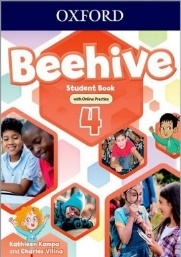 OXFORD
Beehive
Student Book
with Online Practice
4
Kathleen Kampa
and Charles Vilina